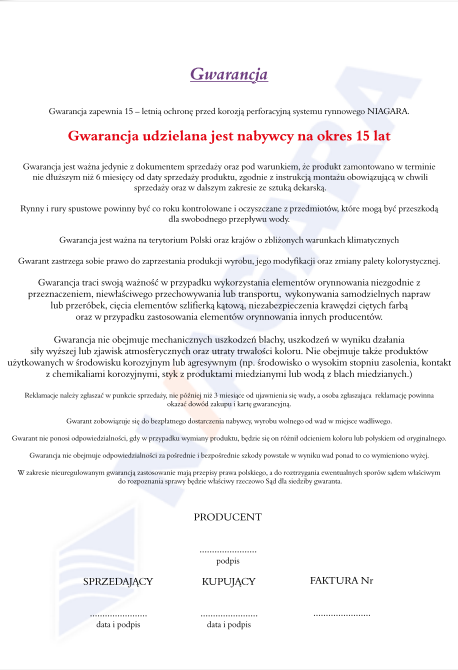 Gwarancja
Gwarancja zapewnia 15 – letnią ochronę przed korozją perforacyjną systemu rynnowego NIAGARA.
Gwarancja udzielana jest nabywcy na okres 15 lat
Gwarancja jest ważna jedynie z dokumentem sprzedaży oraz pod warunkiem, że produkt zamontowano w terminie
nie dłuższym niż 6 miesięcy od daty sprzedaży produktu, zgodnie z instrukcją montażu obowiązującą w chwili
sprzedaży oraz w dalszym zakresie ze sztuką dekarską.
Rynny i rury spustowe powinny być co roku kontrolowane i oczyszczane z przedmiotów, które mogą być przeszkodą
dla swobodnego przepływu wody.
Gwarancja jest ważna na terytorium Polski oraz krajów o zbliżonych warunkach klimatycznych
Gwarant zastrzega sobie prawo do zaprzestania produkcji wyrobu, jego modyfikacji oraz zmiany palety kolorystycznej.
Gwarancja traci swoją ważność w przypadku wykorzystania elementów orynnowania niezgodnie z
przeznaczeniem, niewłaściwego przechowywania lub transportu, wykonywania samodzielnych napraw
lub przeróbek, cięcia elementów szlifierką kątową, niezabezpieczenia krawędzi ciętych farbą
oraz w przypadku zastosowania elementów orynnowania innych producentów.
Gwarancja nie obejmuje mechanicznych uszkodzeń blachy, uszkodzeń w wyniku działania
siły wyższej lub zjawisk atmosferycznych oraz utraty trwałości koloru. Nie obejmuje także produktów
użytkowanych w środowisku korozyjnym lub agresywnym (np. środowisko o wysokim stopniu zasolenia, kontakt
z chemikaliami korozyjnymi, styk z produktami miedzianymi lub wodą z blach miedzianych.)
Reklamacje należy zgłaszać w punkcie sprzedaży, nie później niż 3 miesiące od ujawnienia się wady, a osoba zgłaszająca reklamację powinna
okazać dowód zakupu i kartę gwarancyjną.
Gwarant zobowiązuje się do bezpłatnego dostarczenia nabywcy, wyrobu wolnego od wad w miejsce wadliwego.
Gwarant nie ponosi odpowiedzialności, gdy w przypadku wymiany produktu, będzie się on różnił odcieniem koloru lub połyskiem od oryginalnego.
Gwarancja nie obejmuje odpowiedzialności za pośrednie i bezpośrednie szkody powstałe w wyniku wad ponad to co wymieniono wyżej.
W zakresie nieuregulowanym gwarancją zastosowanie mają przepisy prawa polskiego, a do rozstrzygania ewentualnych sporów sądem właściwym
do rozpoznania sprawy będzie właściwy rzeczowo Sąd dla siedziby gwaranta.
NIAGARA
PRODUCENT
.......................
podpis
SPRZEDAJĄCY KUPUJĄCY FAKTURA Nr
....................... ....................... .......................
data i podpis data i podpis